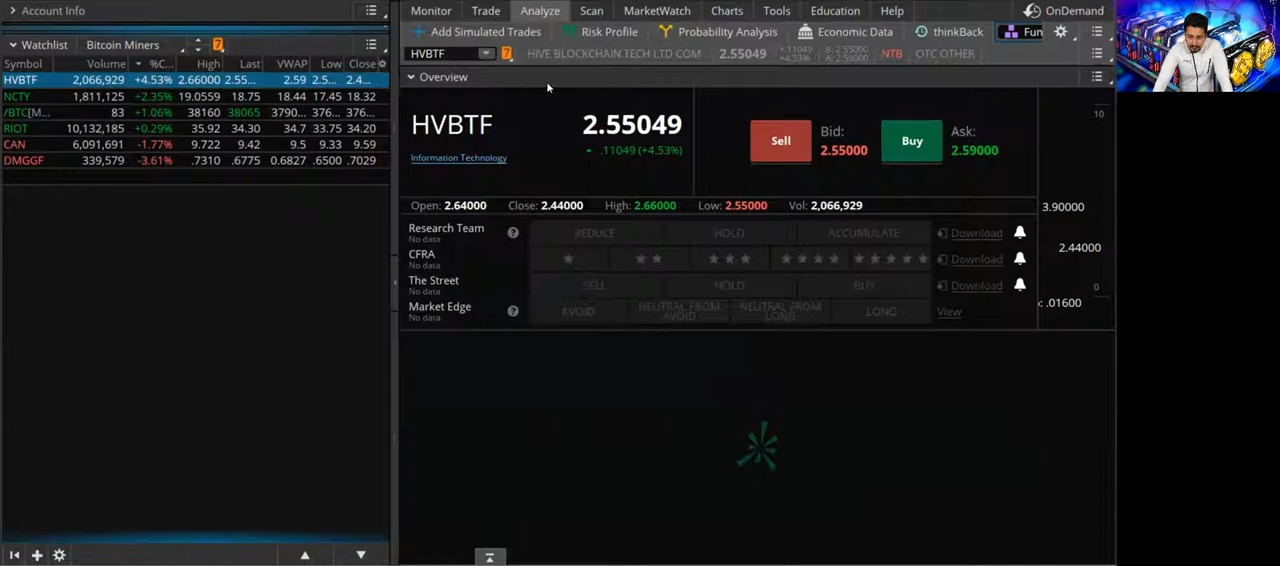 Account Info
Watchlist Bitcoin Miners 7
Symbol Volume %C... High Last VWAP Low Close
HVBTF 2,066,929 +4.53% 2.66000 2.55... 2.59 2.5... 2.4...
NCTY 1,811,125 +2.35% 19.0559 18.75 18.44 17.45 18.32
/BTC[M... 83 +1.06% 38160 38065 3790... 376... 376...
RIOT 10,132,185 +0.29% 35.92 34.30 34.7 33.75 34.20
CAN 6,091,691 -1.77% 9.722 9.42 9.5 9.33 9.59
DMGGF 339,579 -3.61% .7310 .6775 0.6827 .6500 .7029
Monitor Trade Analyze Scan MarketWatch Charts Tools Education Help OnDemand
Add Simulated Trades Risk Profile Probability Analysis Economic Data thinkBack Fun
HVBTF 7 HIVE BLOCKCHAIN TECH LTD COM 2.55049 +.11049 +4.53% B: 2.55000 A: 2.59000 NTB OTC OTHER
Overview
HVBTF 2.55049
Information Technology .11049 (+4.53%)
Sell Bid: 2.55000 Buy Ask: 2.59000
10
Open: 2.64000 Close: 2.44000 High: 2.66000 Low: 2.55000 Vol: 2,066,929
3.90000
2.44000
0
: .01600
Research Team ? REDUCE HOLD ACCUMULATE Download
No data
CFRA Download
No data
The Street SELL HOLD BUY Download
No data
Market Edge ? AVOID NEUTRAL FROM AVOID NEUTRAL FROM LONG LONG View
No data